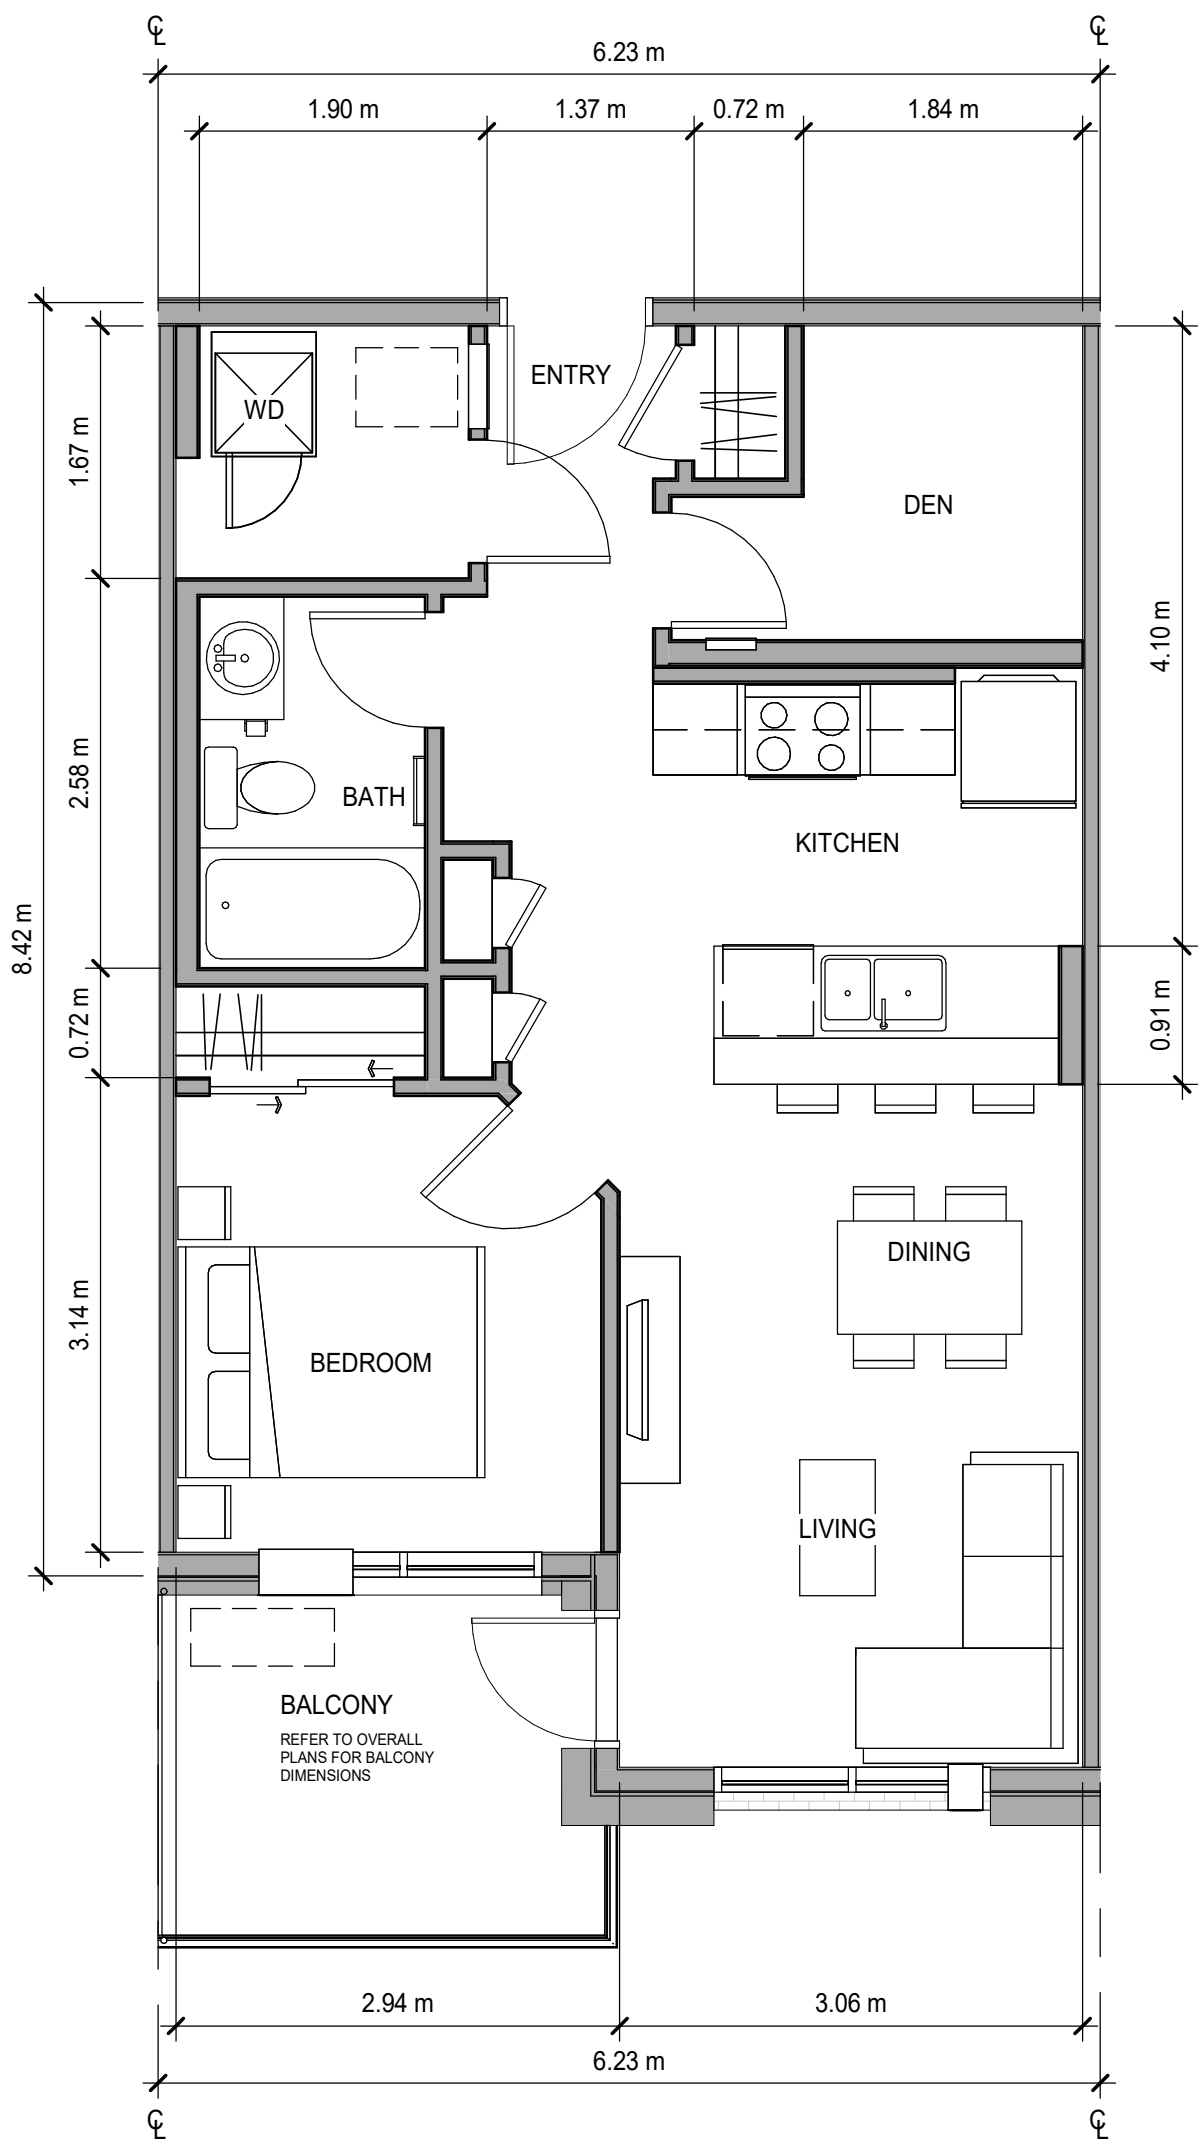 ℄ ℄
6.23 m
1.90 m 1.37 m 0.72 m 1.84 m
ENTRY
WD
1.67 m
DEN
4.10 m
2.58 m
BATH
KITCHEN
8.42 m
0.72 m
0.91 m
DINING
3.14 m
BEDROOM
LIVING
BALCONY
REFER TO OVERALL
PLANS FOR BALCONY
DIMENSIONS
2.94 m 3.06 m
6.23 m
℄ ℄